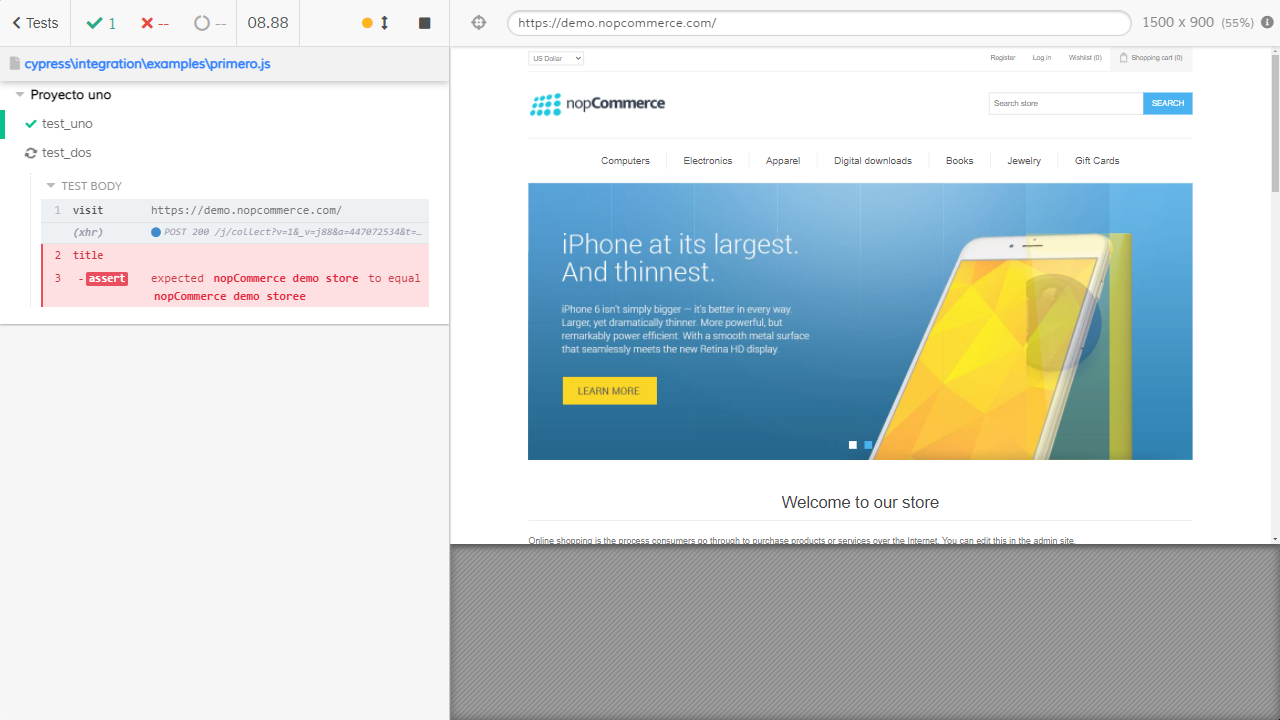 Tests
1
--
--
08.88
https://demo.nopcommerce.com/
1500 x 900 (55%)
cypress\integration\examples\primero.js
Proyecto uno
test_uno
test_dos
TEST BODY
1 visit https://demo.nopcommerce.com/
(xhr) POST 200 /j/collect?v=1&_v=j88&a=447072534&t=…
2 title
3 -assert expected nopCommerce demo store to equal
nopCommerce demo storee
US Dollar
Register Log in Wishlist (0) Shopping cart (0)
nopCommerce
Search store
SEARCH
Computers Electronics Apparel Digital downloads Books Jewelry Gift Cards
iPhone at its largest.
And thinnest.
iPhone 6 isn't simply bigger – it's better in every way.
Larger, yet dramatically thinner. More powerful, but
remarkably power efficient. With a smooth metal surface
that seamlessly meets the new Retina HD display.
LEARN MORE
Welcome to our store
Online shopping is the process consumers go through to purchase products or services over the Internet. You can edit this in the admin site.